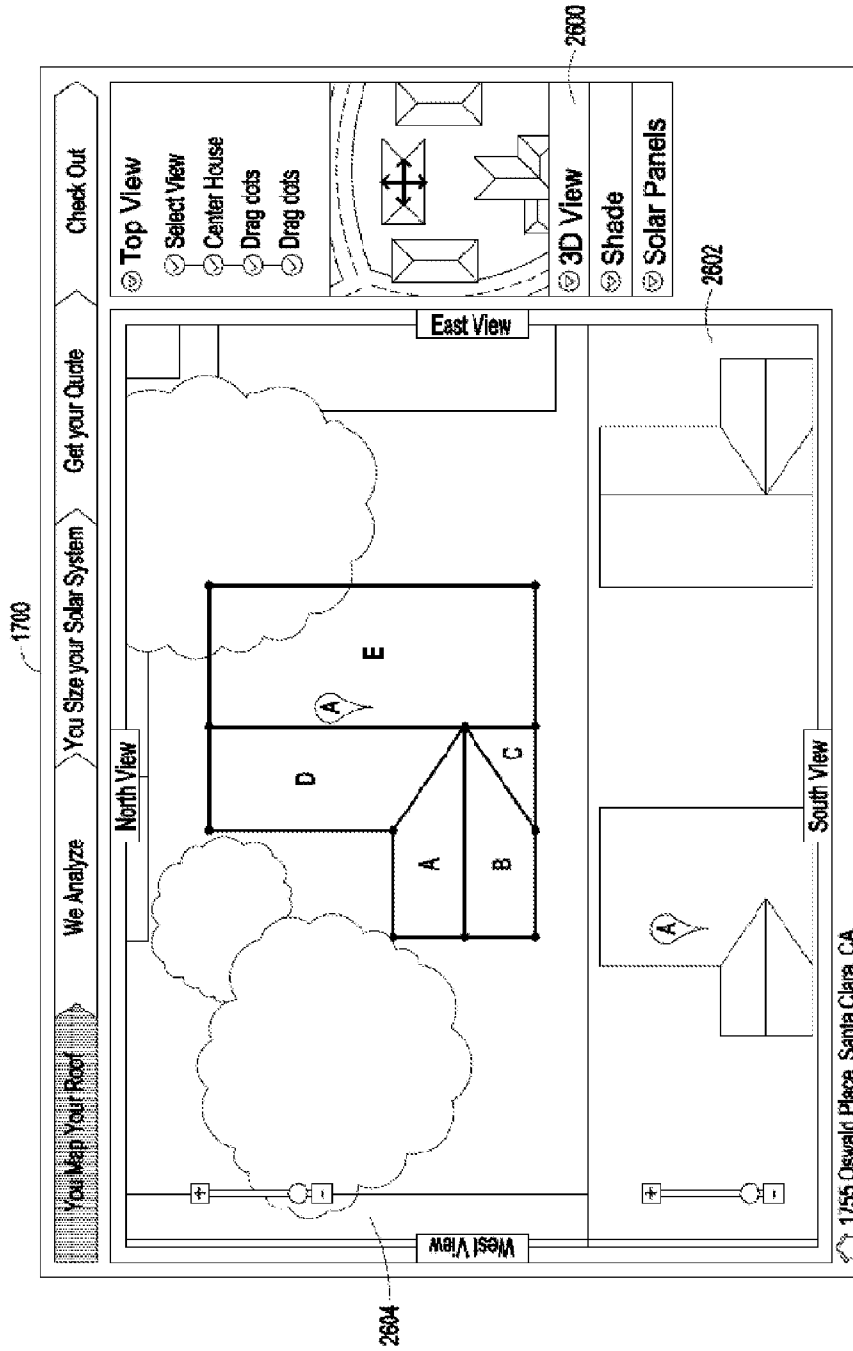 1700
You Map Your Roof
We Analyze
You Size your Solar System
Get your Quote
Check Out
North View
West View
East View
South View
D
E
A
A
B
C
A
+
-
+
-
Top View
Select View
Center House
Drag dots
Drag dots
3D View
Shade
Solar Panels
2600
2602
2604
1755 Oswald Place, Santa Clara, CA